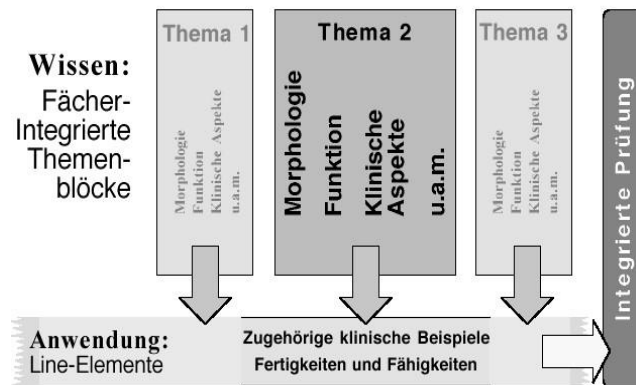 Wissen:
Fächer-
Integrierte
Themen-
blöcke
Thema 1
Morphologie
Funktion
Klinische Aspekte
u.a.m.
Thema 2
Morphologie
Funktion
Klinische
Aspekte
u.a.m.
Thema 3
Morphologie
Funktion
Klinische Aspekte
u.a.m.
Integrierte Prüfung
Anwendung:
Line-Elemente
Zugehörige klinische Beispiele
Fertigkeiten und Fähigkeiten